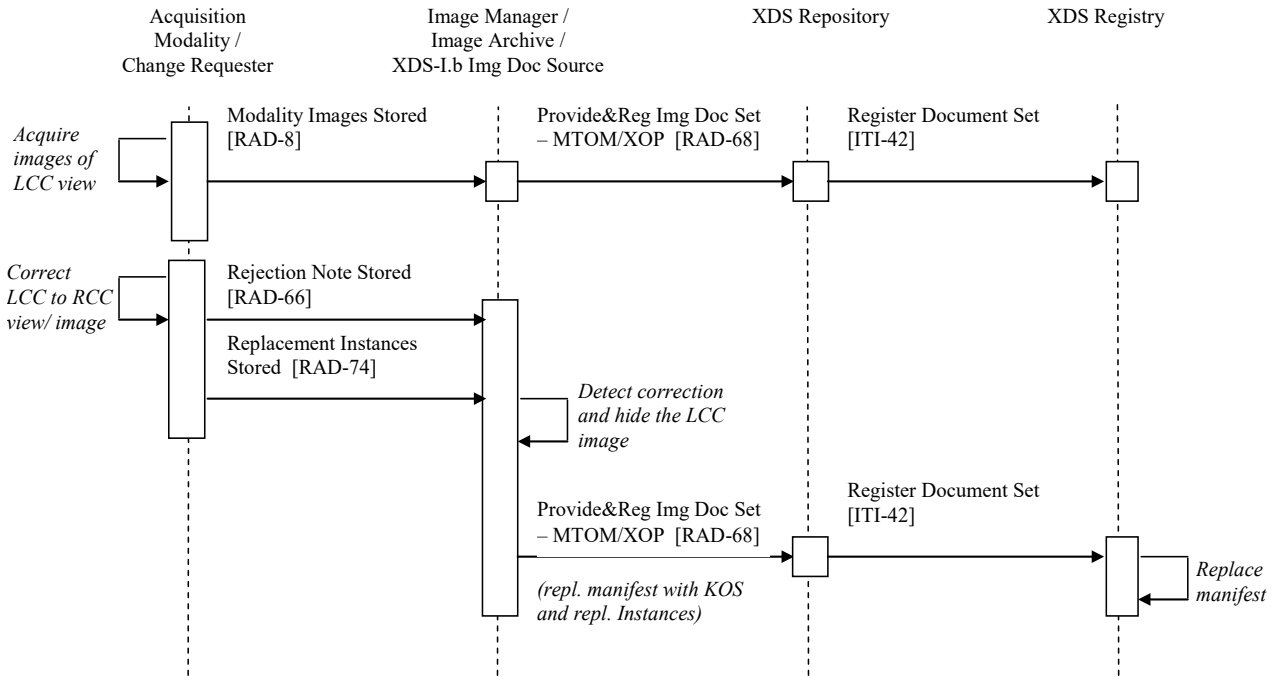 Acquisition
Modality /
Change Requester
Image Manager /
Image Archive /
XDS-I.b Img Doc Source
XDS Repository
XDS Registry
Acquire
images of
LCC view
Modality Images Stored
[RAD-8]
Provide&Reg Img Doc Set
– MTOM/XOP [RAD-68]
Register Document Set
[ITI-42]
Correct
LCC to RCC
view/ image
Rejection Note Stored
[RAD-66]
Replacement Instances
Stored [RAD-74]
Detect correction
and hide the LCC
image
Provide&Reg Img Doc Set
– MTOM/XOP [RAD-68]
(repl. manifest with KOS
and repl. Instances)
Register Document Set
[ITI-42]
Replace
manifest